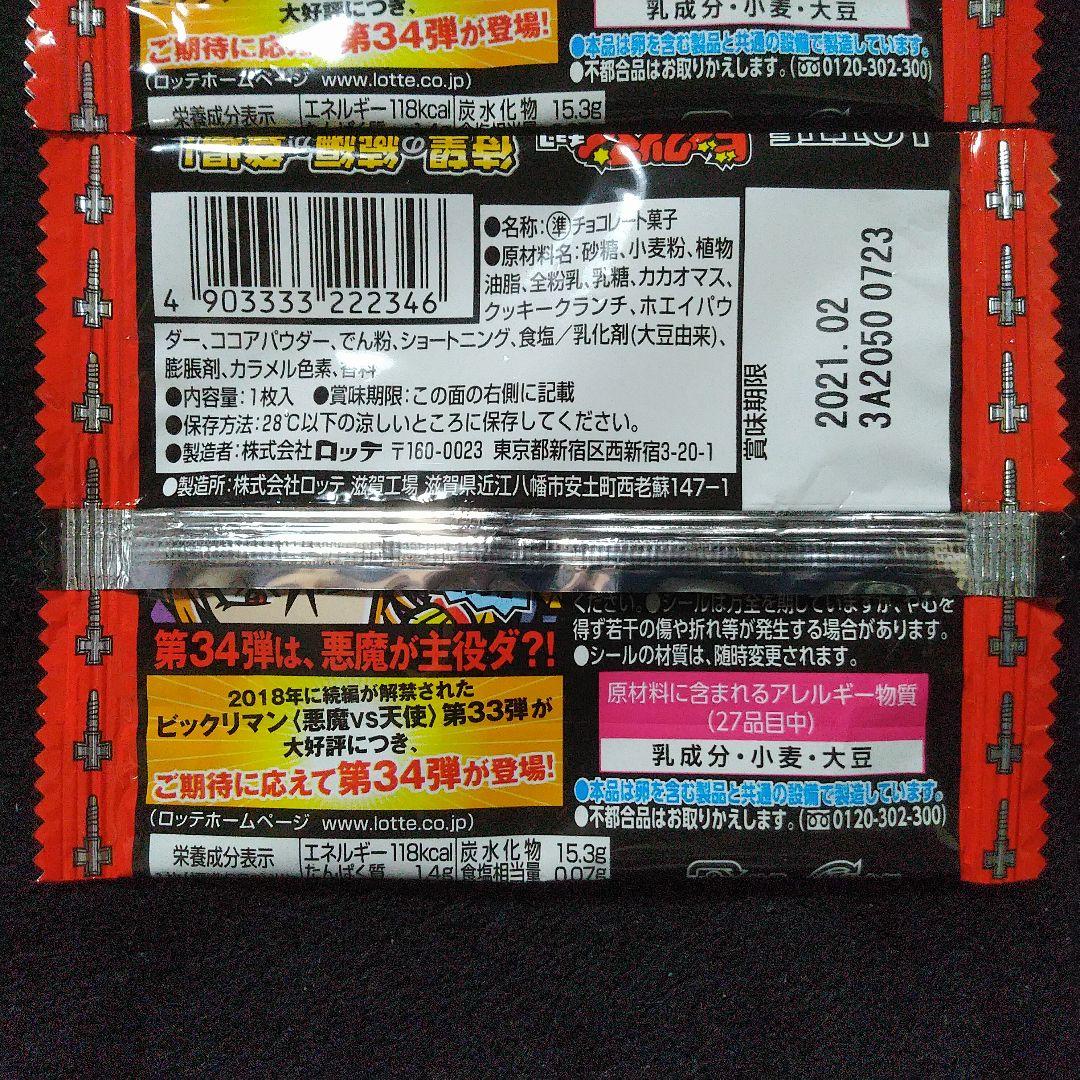 大好評につき、
ご期待に応えて第34弾が登場!
(ロッテホームページ www.lotte.co.jp)
栄養成分表示 エネルギー 118kcal 炭水化物 15.3g
乳成分・小麦・大豆
●本品は卵を含む製品と共通の設備で製造しています。
●不都合品はお取りかえします。(0120-302-300)
待望の続編が登場!
ビックリマン
LOTTE
4 903333 222346
●名称:準チョコレート菓子
●原材料名:砂糖、小麦粉、植物
油脂、全粉乳、乳糖、カカオマス、
クッキークランチ、ホエイパウ
ダー、ココアパウダー、でん粉、ショートニング、食塩/乳化剤(大豆由来)、
膨脹剤、カラメル色素、香料
●内容量:1枚入 ●賞味期限:この面の右側に記載
●保存方法:28℃以下の涼しいところに保存してください。
●製造者:株式会社ロッテ 〒160-0023 東京都新宿区西新宿3-20-1
●製造所:株式会社ロッテ 滋賀工場 滋賀県近江八幡市安土町西老蘇147-1
賞味期限
2021.02
3A2050 0723
第34弾は、悪魔が主役ダ?!
2018年に続編が解禁された
ビックリマン〈悪魔VS天使〉第33弾が
大好評につき、
ご期待に応えて第34弾が登場!
(ロッテホームページ www.lotte.co.jp)
栄養成分表示 エネルギー 118kcal 炭水化物 15.3g
たんぱく質 1.4g 食塩相当量 0.07g
ください。●シールは万全を期していますが、やむを
得ず若干の傷や折れ等が発生する場合があります。
●シールの材質は、随時変更されます。
原材料に含まれるアレルギー物質
(27品目中)
乳成分・小麦・大豆
●本品は卵を含む製品と共通の設備で製造しています。
●不都合品はお取りかえします。(0120-302-300)